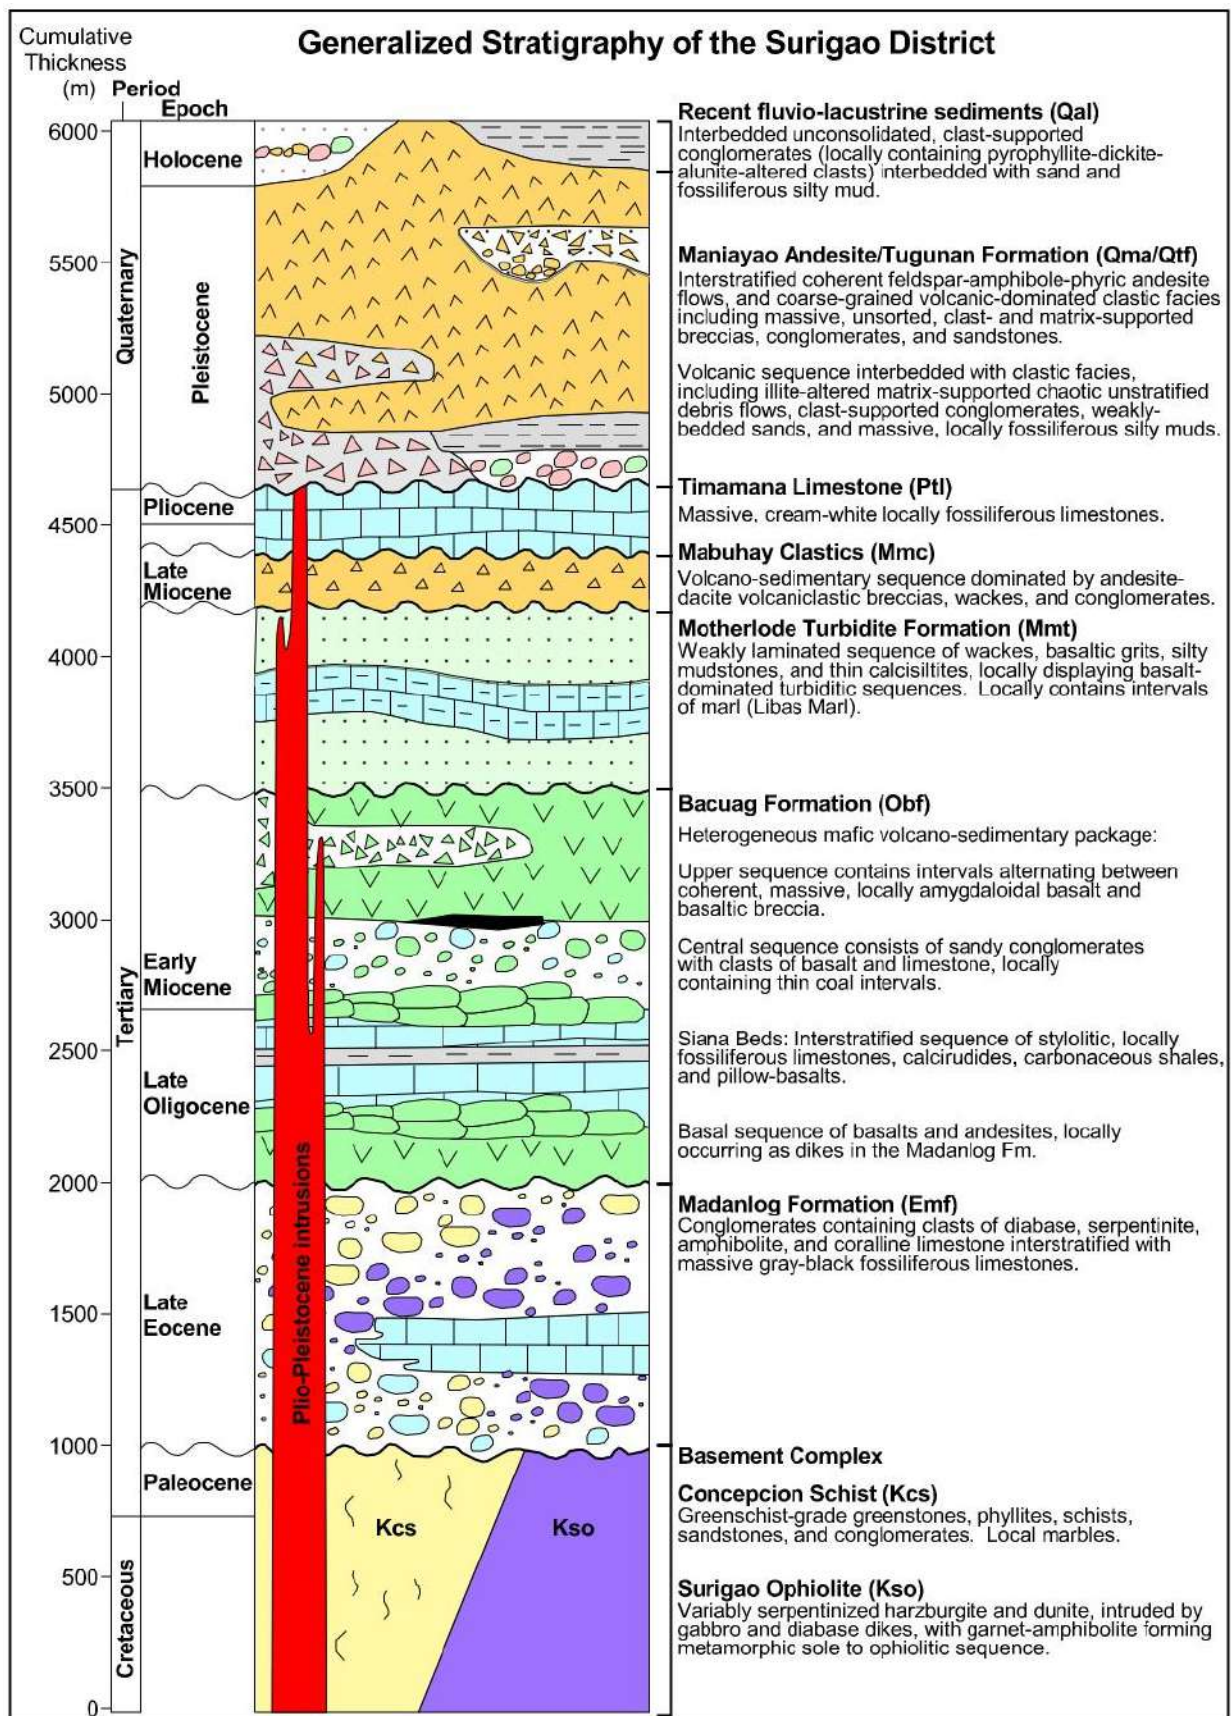 Generalized Stratigraphy of the Surigao District
Cumulative
Thickness
(m)
Period
Epoch
6000
5500
5000
4500
4000
3500
3000
2500
2000
1500
1000
500
0
Quaternary
Tertiary
Cretaceous
Holocene
Pleistocene
Pliocene
Late
Miocene
Early
Miocene
Late
Oligocene
Late
Eocene
Paleocene
Plio-Pleistocene intrusions
Kcs
Kso
Recent fluvio-lacustrine sediments (Qal)
Interbedded unconsolidated, clast-supported
conglomerates (locally containing pyrophyllite-dickite-
alunite-altered clasts) interbedded with sand and
fossiliferous silty mud.
Maniayao Andesite/Tugunan Formation (Qma/Qtf)
Interstratified coherent feldspar-amphibole-phyric andesite
flows, and coarse-grained volcanic-dominated clastic facies
including massive, unsorted, clast- and matrix-supported
breccias, conglomerates, and sandstones.
Volcanic sequence interbedded with clastic facies,
including illite-altered matrix-supported chaotic unstratified
debris flows, clast-supported conglomerates, weakly-
bedded sands, and massive, locally fossiliferous silty muds.
Timamana Limestone (Ptl)
Massive, cream-white locally fossiliferous limestones.
Mabuhay Clastics (Mmc)
Volcano-sedimentary sequence dominated by andesite-
dacite volcaniclastic breccias, wackes, and conglomerates.
Motherlode Turbidite Formation (Mmt)
Weakly laminated sequence of wackes, basaltic grits, silty
mudstones, and thin calcisiltites, locally displaying basalt-
dominated turbiditic sequences. Locally contains intervals
of marl (Libas Marl).
Bacuag Formation (Obf)
Heterogeneous mafic volcano-sedimentary package:
Upper sequence contains intervals alternating between
coherent, massive, locally amygdaloidal basalt and
basaltic breccia.
Central sequence consists of sandy conglomerates
with clasts of basalt and limestone, locally
containing thin coal intervals.
Siana Beds: Interstratified sequence of stylolitic, locally
fossiliferous limestones, calcirudides, carbonaceous shales,
and pillow-basalts.
Basal sequence of basalts and andesites, locally
occurring as dikes in the Madanlog Fm.
Madanlog Formation (Emf)
Conglomerates containing clasts of diabase, serpentinite,
amphibolite, and coralline limestone interstratified with
massive gray-black fossiliferous limestones.
Basement Complex
Concepcion Schist (Kcs)
Greenschist-grade greenstones, phyllites, schists,
sandstones, and conglomerates. Local marbles.
Surigao Ophiolite (Kso)
Variably serpentinized harzburgite and dunite, intruded by
gabbro and diabase dikes, with garnet-amphibolite forming
metamorphic sole to ophiolitic sequence.